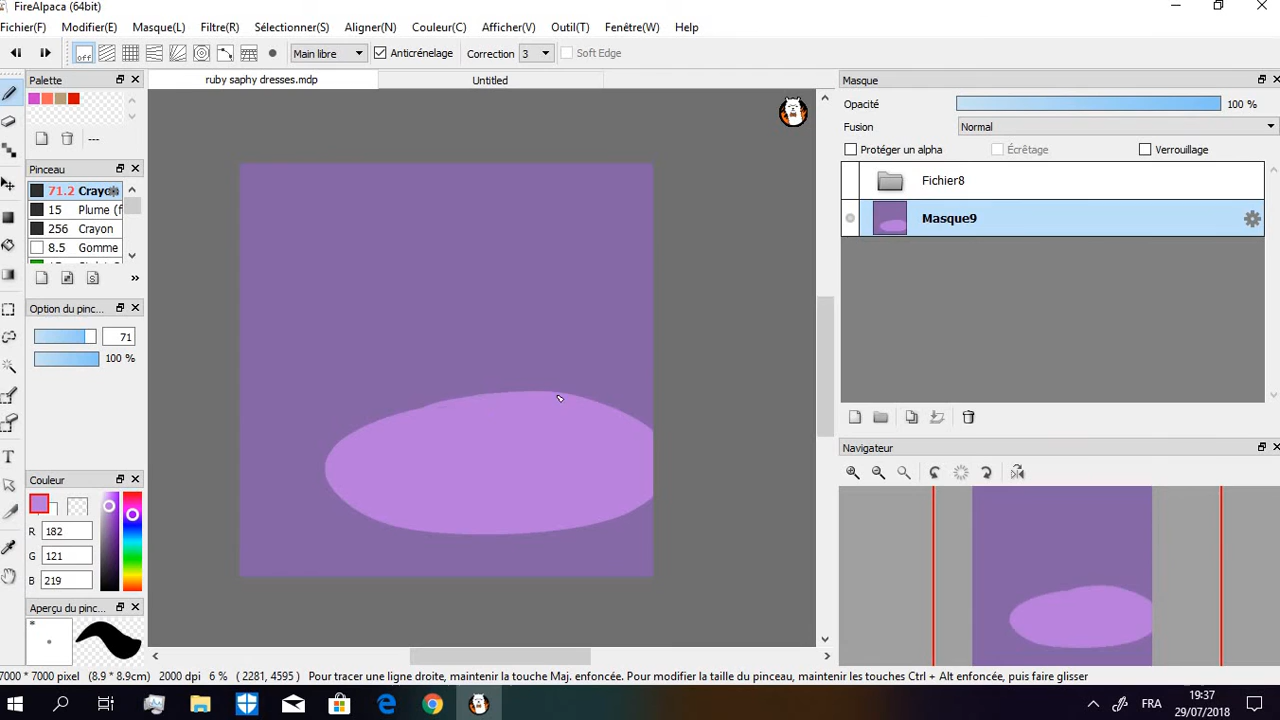 FireAlpaca (64bit)
Fichier(F) Modifier(E) Masque(L) Filtre(R) Sélectionner(S) Aligner(N) Couleur(C) Afficher(V) Outil(T) Fenêtre(W) Help
off Main libre Anticrénelage Correction 3 Soft Edge
Palette
ruby saphy dresses.mdp Untitled
---
Pinceau
71.2 Crayon
15 Plume (f
256 Crayon
8.5 Gomme
Option du pinc...
71
100 %
Couleur
R 182
G 121
B 219
Aperçu du pinc...
*
Masque
Opacité 100 %
Fusion Normal
Protéger un alpha Écrêtage Verrouillage
Fichier8
Masque9
Navigateur
7000 * 7000 pixel (8.9 * 8.9cm) 2000 dpi 6 % (2281, 4595) Pour tracer une ligne droite, maintenir la touche Maj. enfoncée. Pour modifier la taille du pinceau, maintenir les touches Ctrl + Alt enfoncée, puis faire glisser
FRA 19:37
29/07/2018